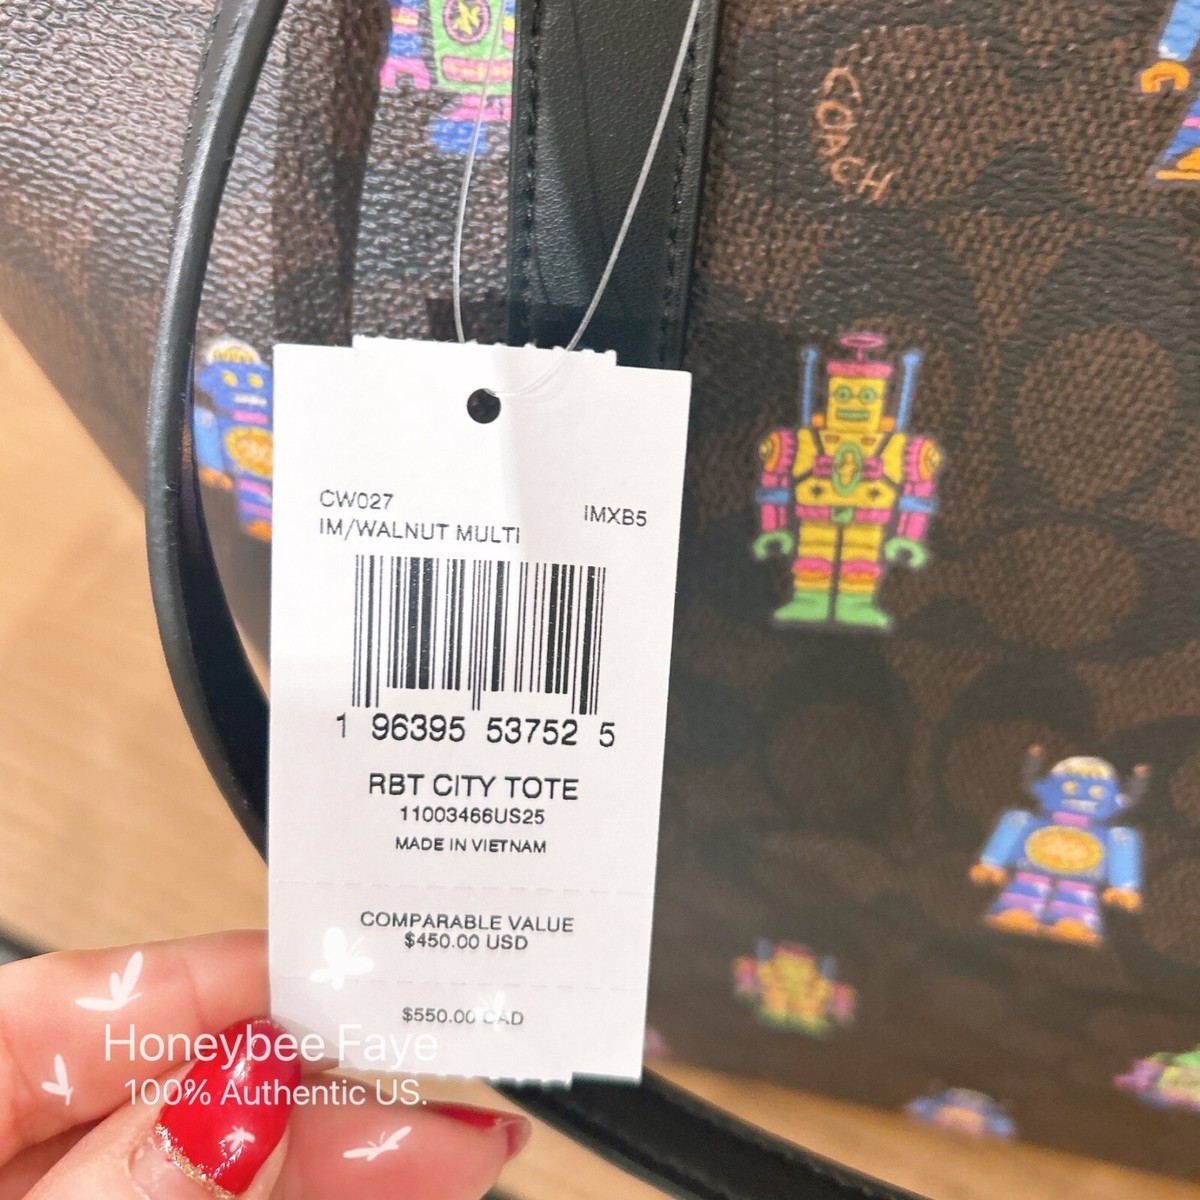 COACH
CW027
IMXB5
IM/WALNUT MULTI
1 96395 53752 5
RBT CITY TOTE
11003466US25
MADE IN VIETNAM
COMPARABLE VALUE
$450.00 USD
$550.00 CAD
Honeybee Faye
100% Authentic US.